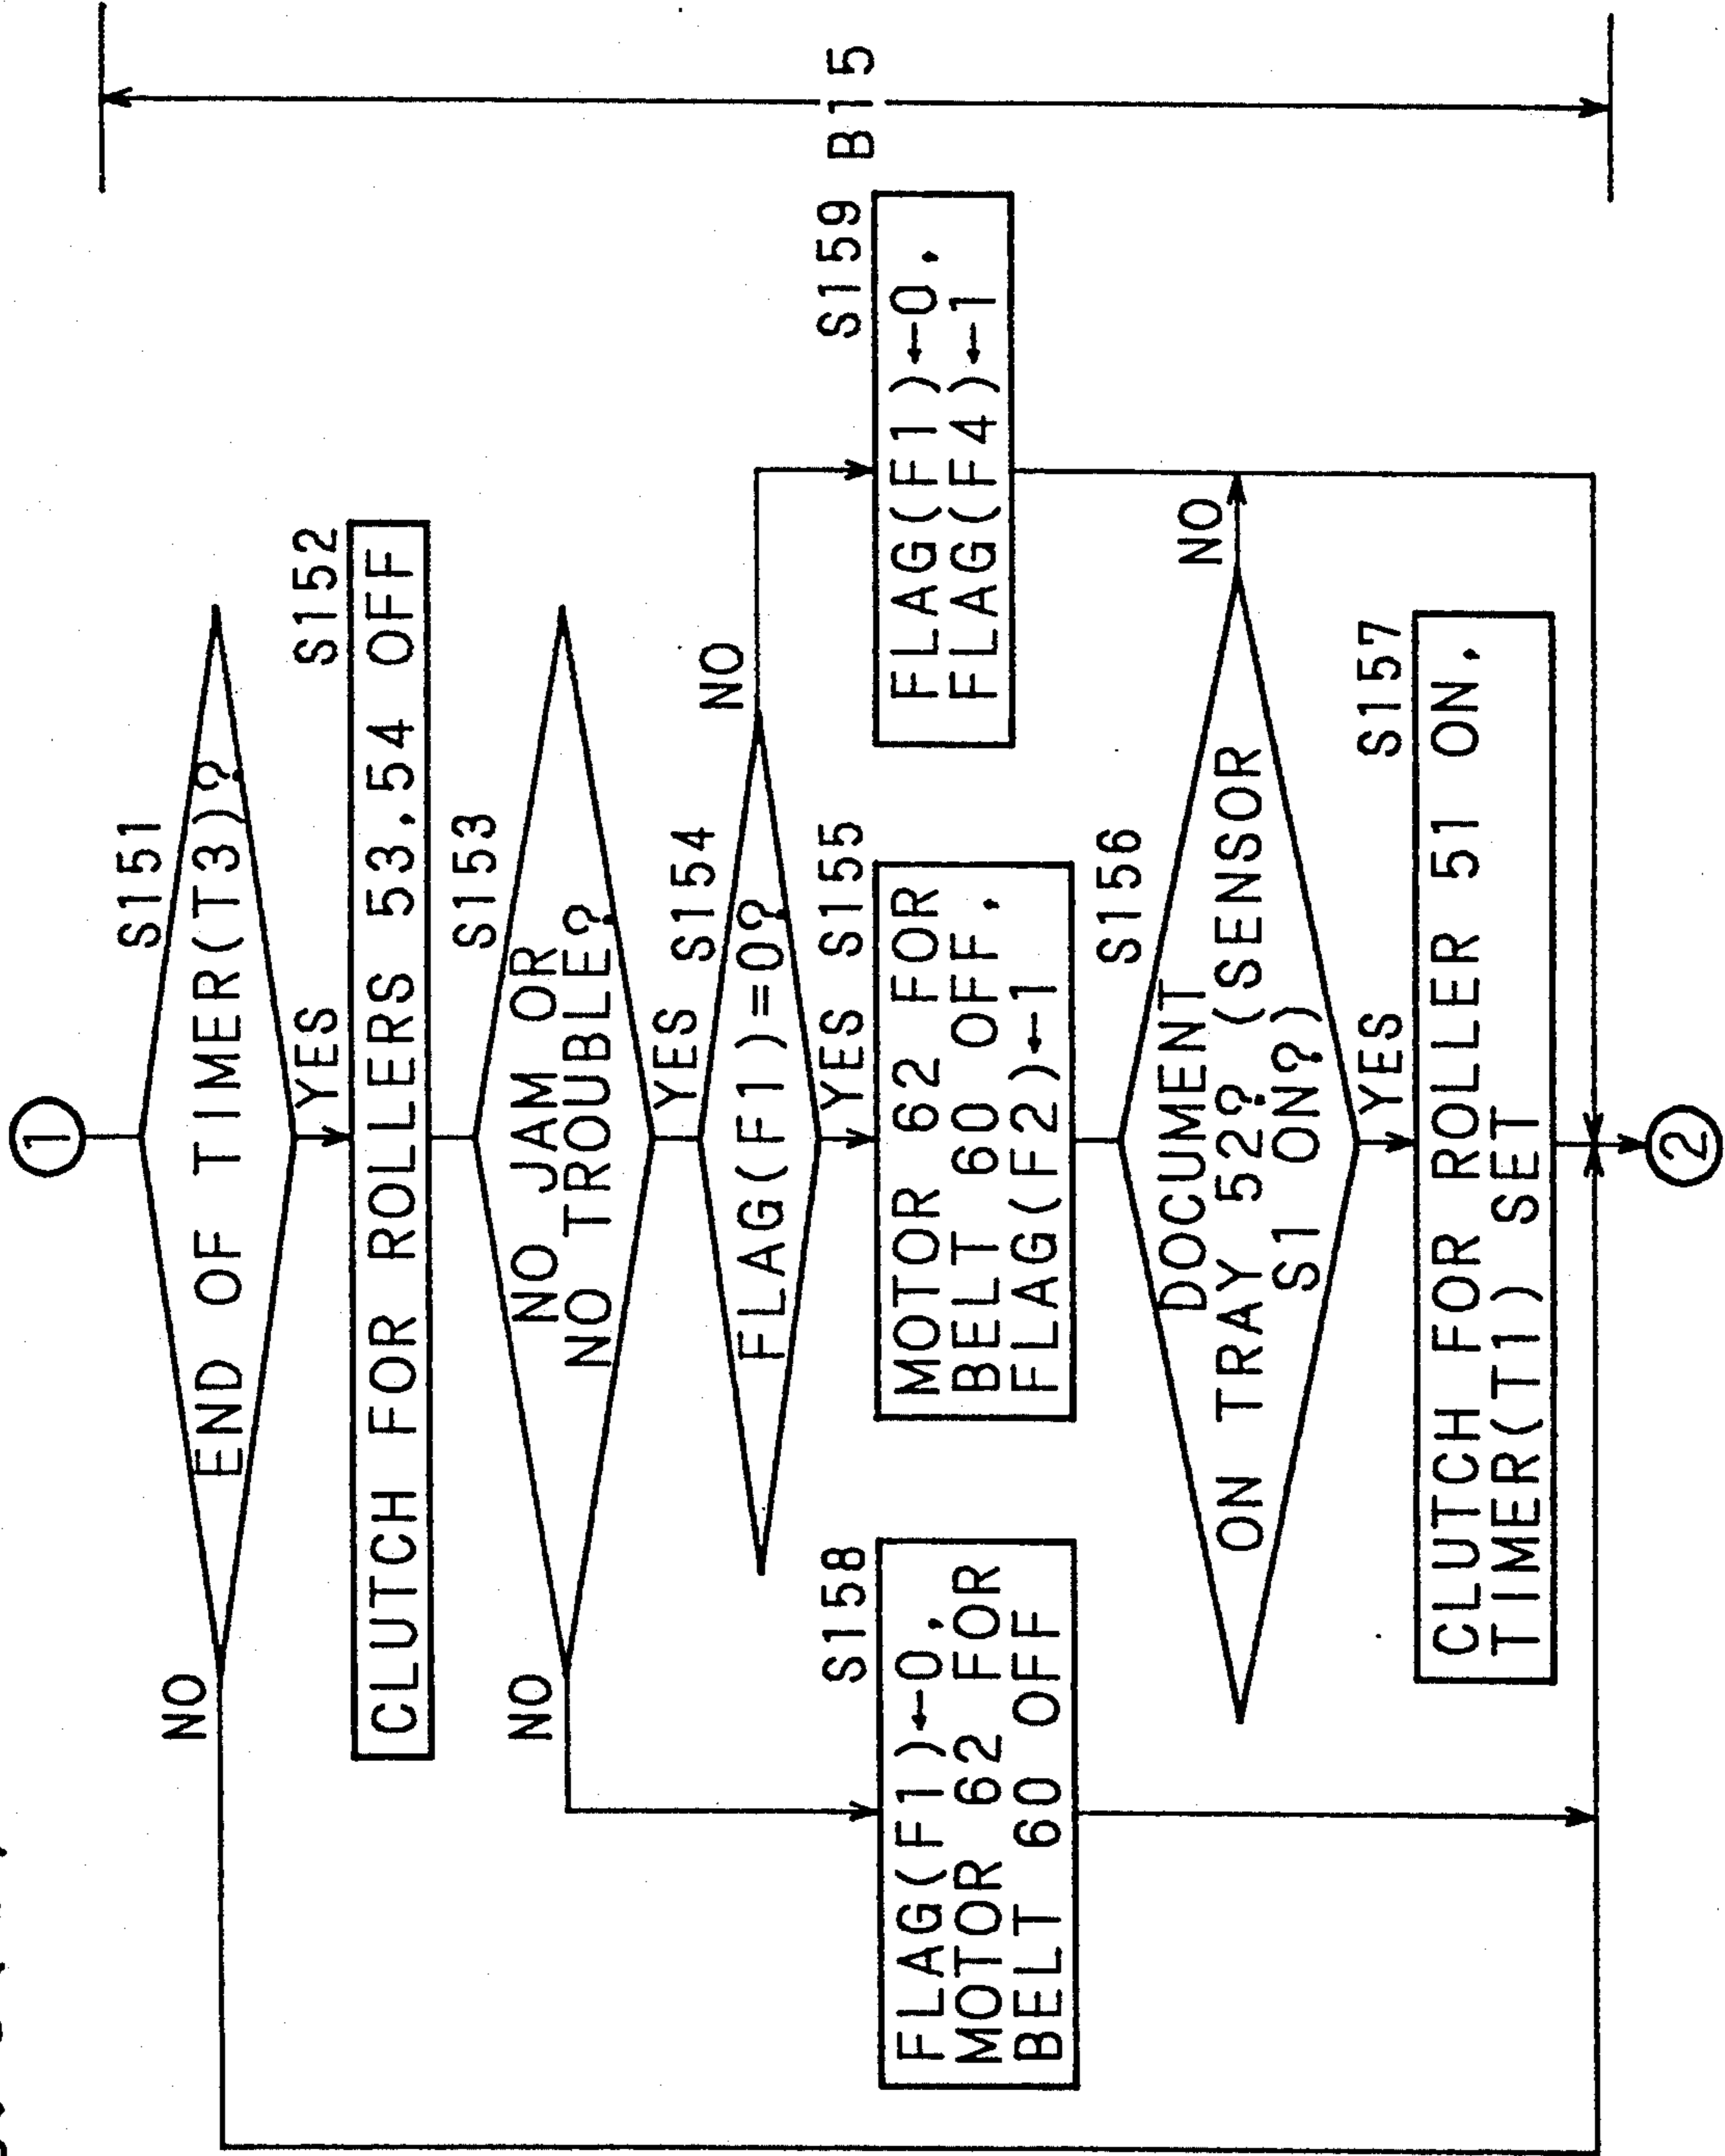 1
S151
END OF TIMER(T3)?
NO
YES
S152
CLUTCH FOR ROLLERS 53,54 OFF
S153
NO JAM OR
NO TROUBLE?
NO
YES
S154
FLAG(F1)=0?
NO
YES
S158
FLAG(F1)←0,
MOTOR 62 FOR
BELT 60 OFF
S155
MOTOR 62 FOR
BELT 60 OFF,
FLAG(F2)←1
S159
FLAG(F1)←0,
FLAG(F4)←1
B15
S156
DOCUMENT
ON TRAY 52? (SENSOR
S1 ON?)
NO
YES
S157
CLUTCH FOR ROLLER 51 ON,
TIMER(T1) SET
2